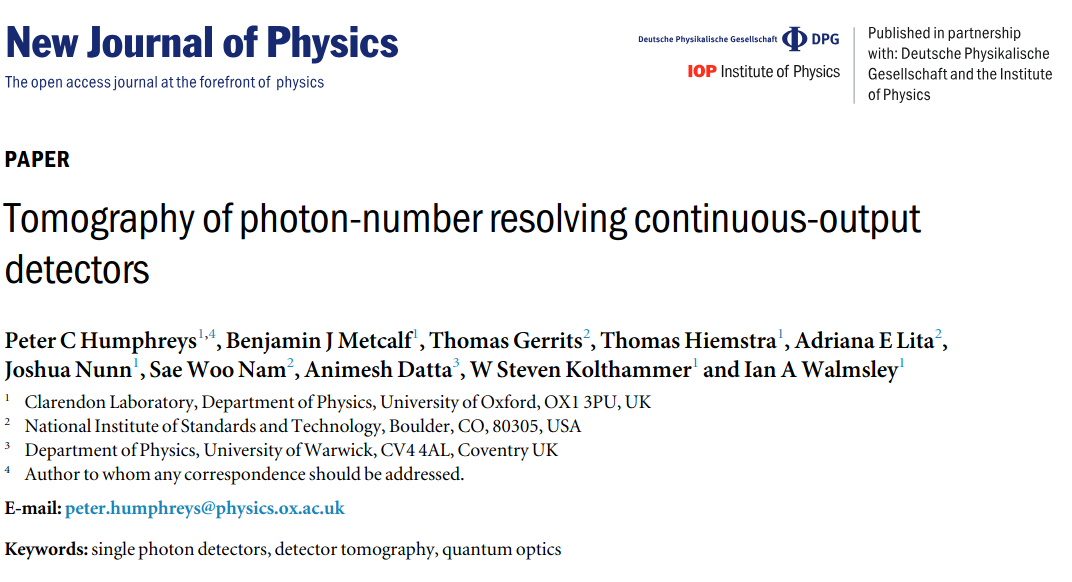 New Journal of Physics
The open access journal at the forefront of physics
Deutsche Physikalische Gesellschaft DPG
IOP Institute of Physics
Published in partnership
with: Deutsche Physikalische
Gesellschaft and the Institute
of Physics
PAPER
Tomography of photon-number resolving continuous-output
detectors
Peter C Humphreys1,4, Benjamin J Metcalf1, Thomas Gerrits2, Thomas Hiemstra1, Adriana E Lita2,
Joshua Nunn1, Sae Woo Nam2, Animesh Datta3, W Steven Kolthammer1 and Ian A Walmsley1
1 Clarendon Laboratory, Department of Physics, University of Oxford, OX1 3PU, UK
2 National Institute of Standards and Technology, Boulder, CO, 80305, USA
3 Department of Physics, University of Warwick, CV4 4AL, Coventry UK
4 Author to whom any correspondence should be addressed.
E-mail: peter.humphreys@physics.ox.ac.uk
Keywords: single photon detectors, detector tomography, quantum optics